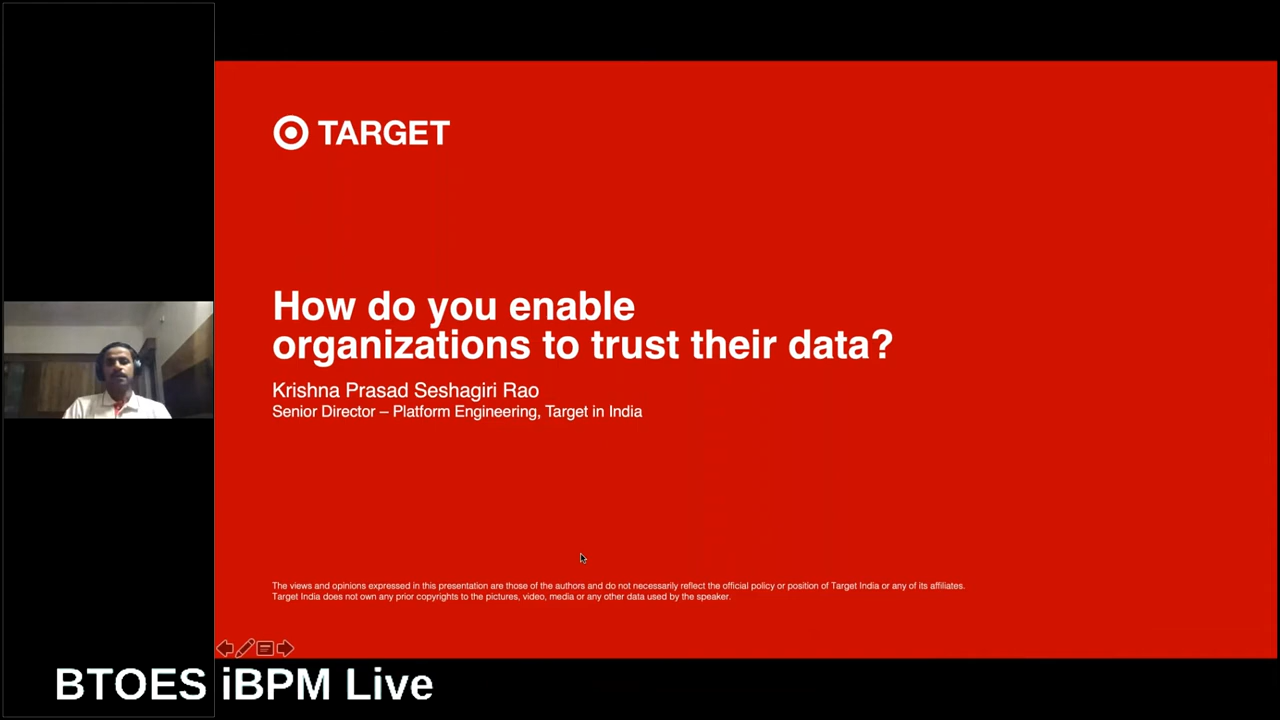 TARGET
How do you enable
organizations to trust their data?
Krishna Prasad Seshagiri Rao
Senior Director – Platform Engineering, Target in India
The views and opinions expressed in this presentation are those of the authors and do not necessarily reflect the official policy or position of Target India or any of its affiliates.
Target India does not own any prior copyrights to the pictures, video, media or any other data used by the speaker.
BTOES iBPM Live